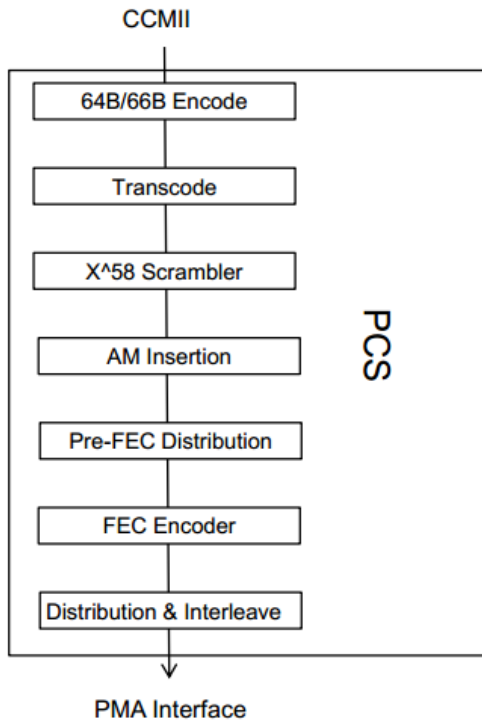 CCMII
64B/66B Encode
Transcode
X^58 Scrambler
AM Insertion
PCS
Pre-FEC Distribution
FEC Encoder
Distribution & Interleave
PMA Interface